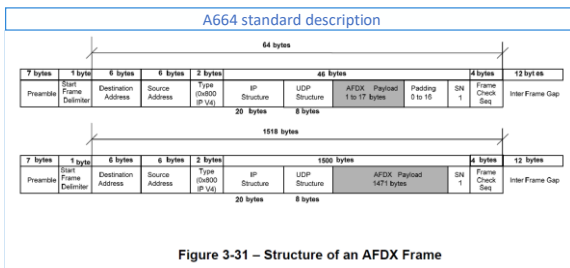 A664 standard description
64 bytes
7 bytes 1 byte 6 bytes 6 bytes 2 bytes 46 bytes 4 bytes 12 bytes
Preamble Start Frame Delimiter Destination Address Source Address Type (0x800 IP V4) IP Structure UDP Structure AFDX Payload 1 to 17 bytes Padding 0 to 16 SN 1 Frame Check Seq Inter Frame Gap
20 bytes 8 bytes
1518 bytes
7 bytes 1 byte 6 bytes 6 bytes 2 bytes 1500 bytes 4 bytes 12 bytes
Preamble Start Frame Delimiter Destination Address Source Address Type (0x800 IP V4) IP Structure UDP Structure AFDX Payload 1471 bytes SN 1 Frame Check Seq Inter Frame Gap
20 bytes 8 bytes
Figure 3-31 – Structure of an AFDX Frame